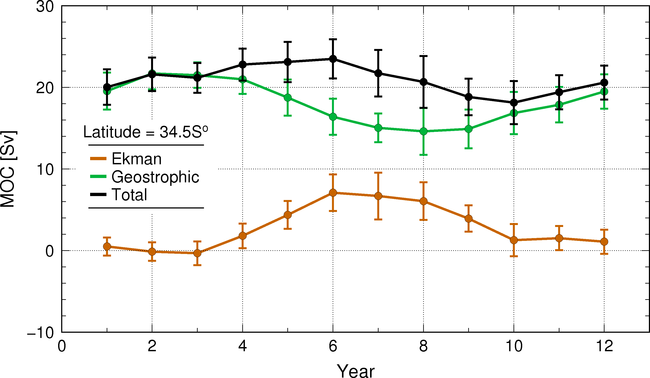 30
20
10
0
−10
MOC [Sv]
Latitude = 34.5Sº
Ekman
Geostrophic
Total
0 2 4 6 8 10 12
Year